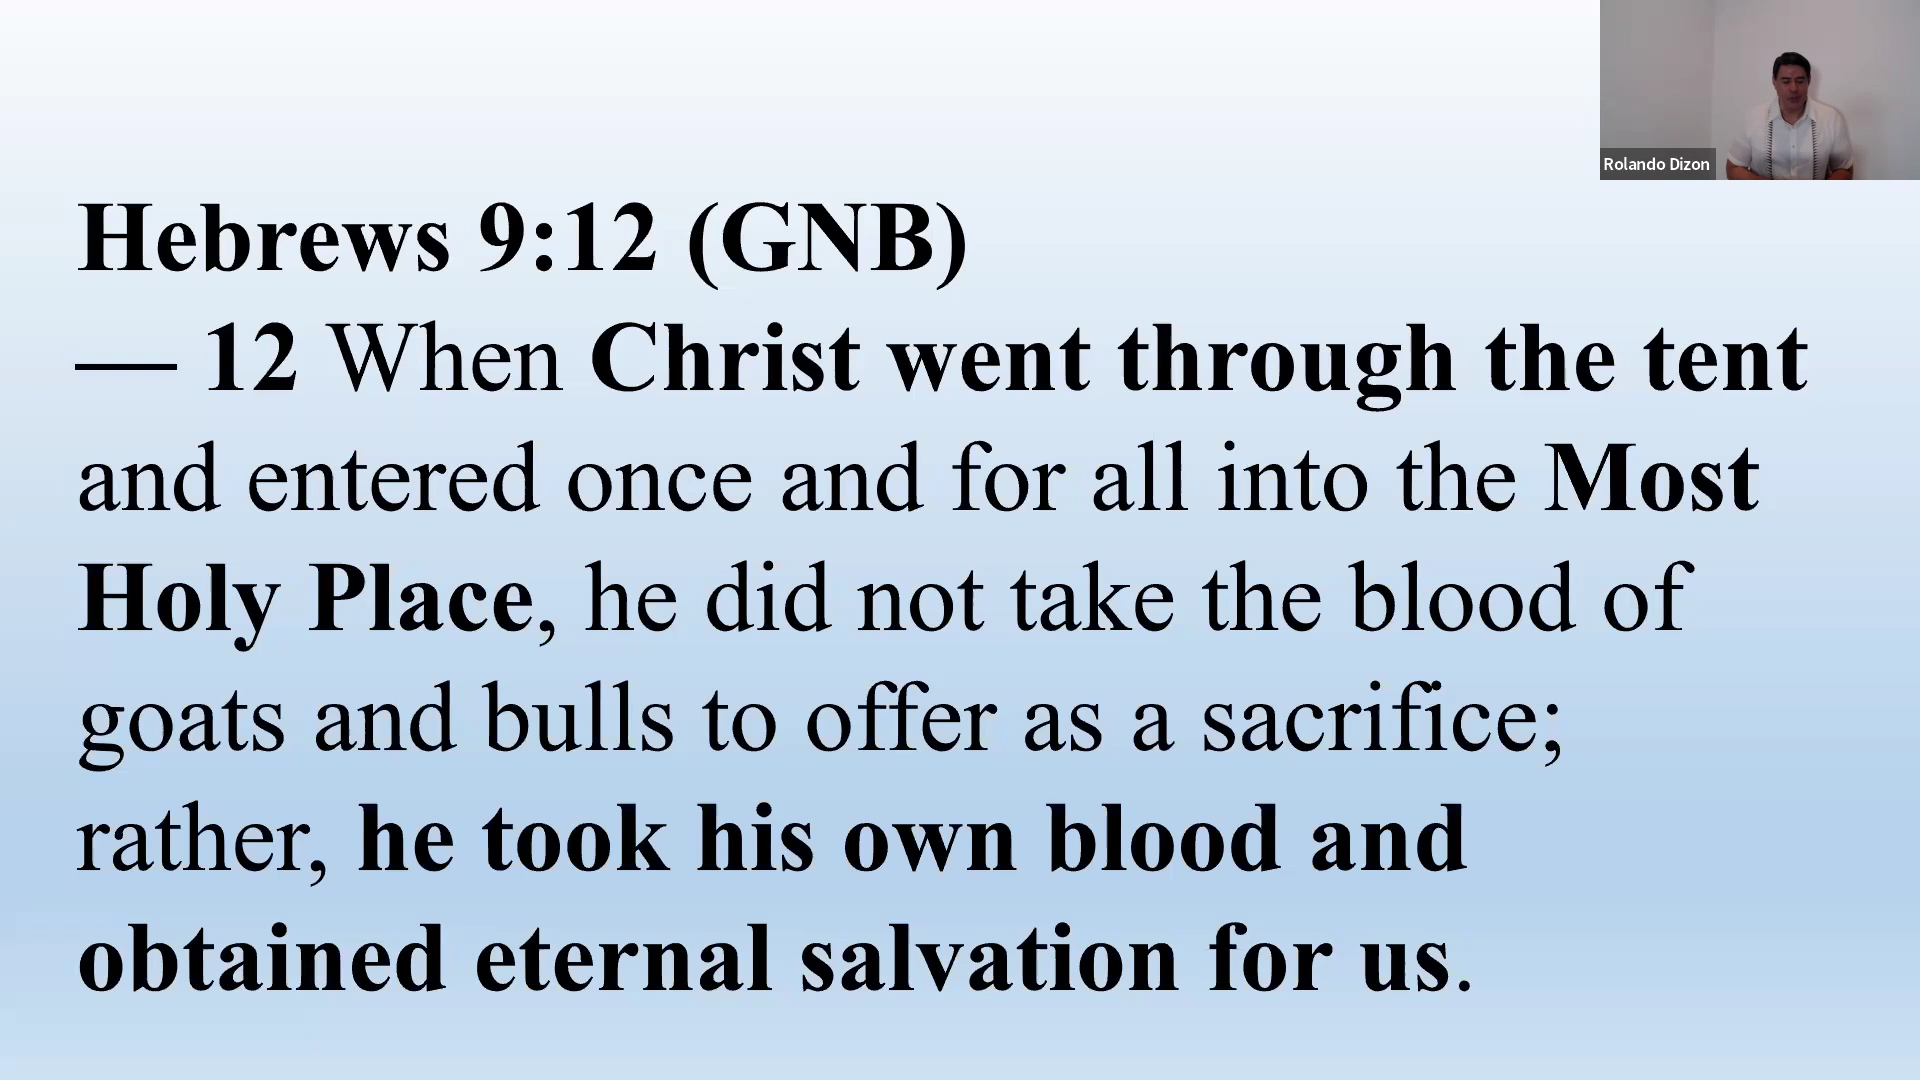 Rolando Dizon
Hebrews 9:12 (GNB)
— 12 When Christ went through the tent
and entered once and for all into the Most
Holy Place, he did not take the blood of
goats and bulls to offer as a sacrifice;
rather, he took his own blood and
obtained eternal salvation for us.